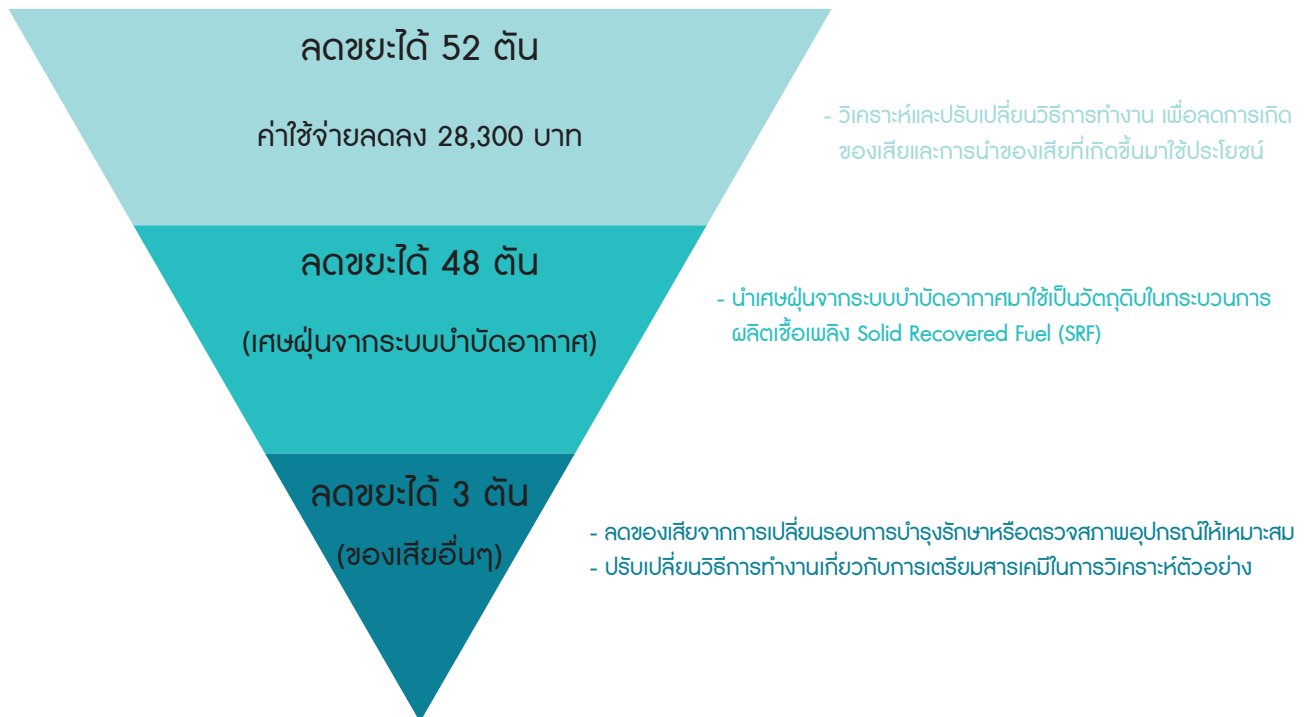 ลดขยะได้ 52 ตัน
ค่าใช้จ่ายลดลง 28,300 บาท
- วิเคราะห์และปรับเปลี่ยนวิธีการทำงาน เพื่อลดการเกิด
ของเสียและการนำของเสียที่เกิดขึ้นมาใช้ประโยชน์
ลดขยะได้ 48 ตัน
(เศษฝุ่นจากระบบบำบัดอากาศ)
- นำเศษฝุ่นจากระบบบำบัดอากาศมาใช้เป็นวัตถุดิบในกระบวนการ
ผลิตเชื้อเพลิง Solid Recovered Fuel (SRF)
ลดขยะได้ 3 ตัน
(ของเสียอื่นๆ)
- ลดของเสียจากการเปลี่ยนรอบการบำรุงรักษาหรือตรวจสภาพอุปกรณ์ให้เหมาะสม
- ปรับเปลี่ยนวิธีการทำงานเกี่ยวกับการเตรียมสารเคมีในการวิเคราะห์ตัวอย่าง